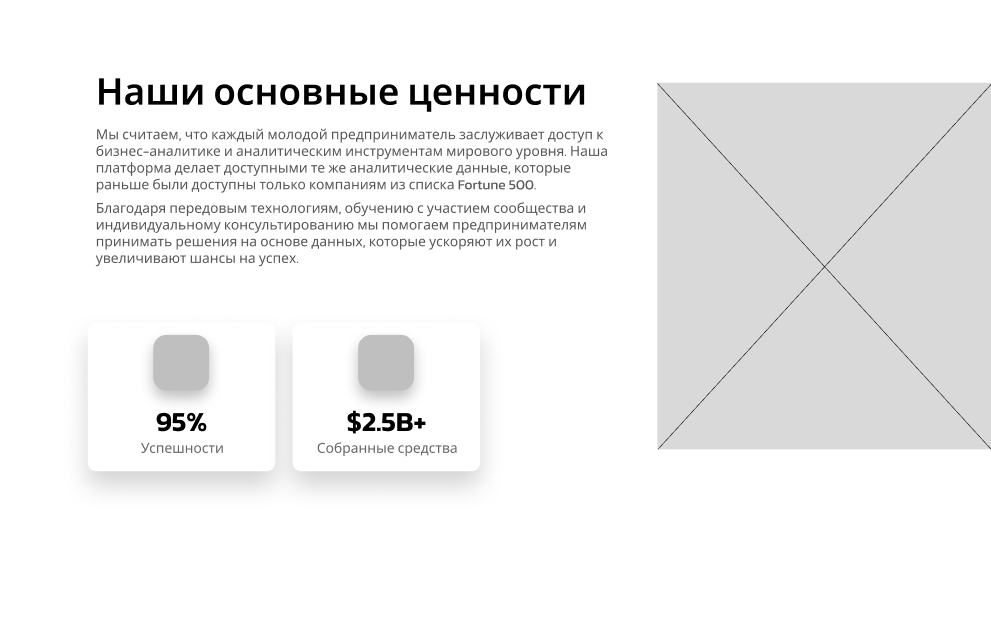 Наши основные ценности
Мы считаем, что каждый молодой предприниматель заслуживает доступ к
бизнес-аналитике и аналитическим инструментам мирового уровня. Наша
платформа делает доступными те же аналитические данные, которые
раньше были доступны только компаниям из списка Fortune 500.
Благодаря передовым технологиям, обучению с участием сообщества и
индивидуальному консультированию мы помогаем предпринимателям
принимать решения на основе данных, которые ускоряют их рост и
увеличивают шансы на успех.
95%
Успешности
$2.5B+
Собранные средства